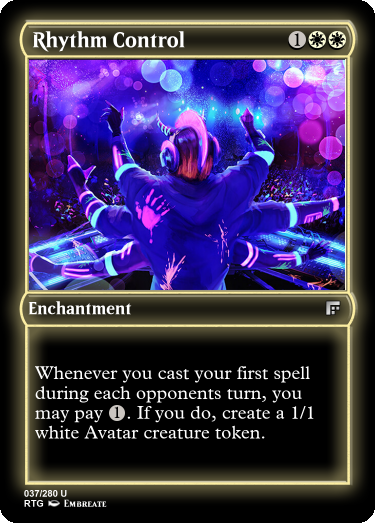 Rhythm Control 1
Enchantment
Whenever you cast your first spell
during each opponents turn, you
may pay 1. If you do, create a 1/1
white Avatar creature token.
037/280 U
RTG Embreate